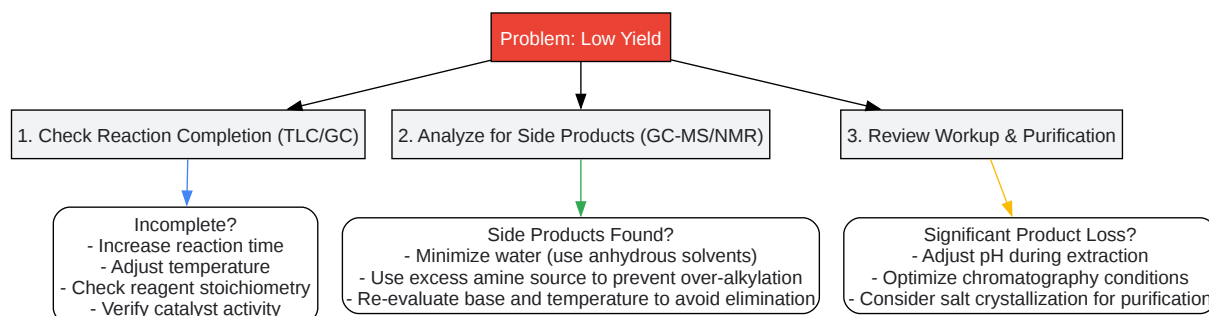 Problem: Low Yield
1. Check Reaction Completion (TLC/GC)
2. Analyze for Side Products (GC-MS/NMR)
3. Review Workup & Purification
Incomplete?
- Increase reaction time
- Adjust temperature
- Check reagent stoichiometry
- Verify catalyst activity
Side Products Found?
- Minimize water (use anhydrous solvents)
- Use excess amine source to prevent over-alkylation
- Re-evaluate base and temperature to avoid elimination
Significant Product Loss?
- Adjust pH during extraction
- Optimize chromatography conditions
- Consider salt crystallization for purification